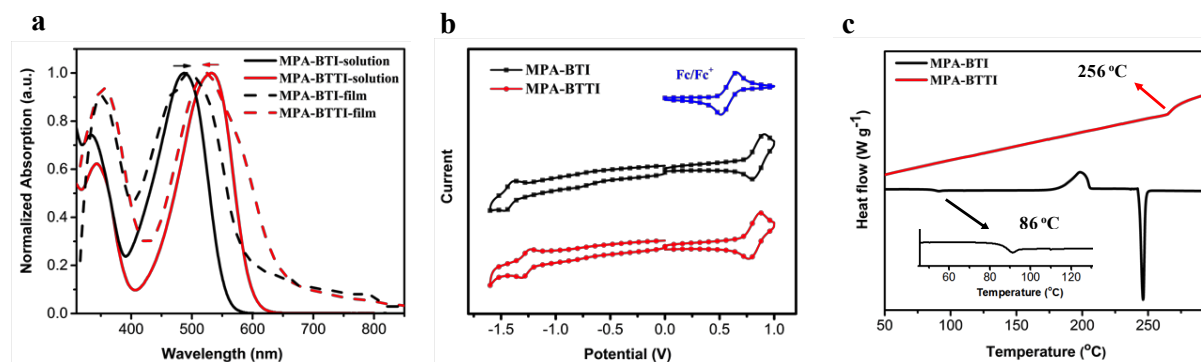 a
Normalized Absorption (a.u.)
1.0
0.8
0.6
0.4
0.2
0.0
MPA-BTI-solution
MPA-BTTI-solution
MPA-BTI-film
MPA-BTTI-film
400 500 600 700 800
Wavelength (nm)
b
Current
MPA-BTI
MPA-BTTI
Fc/Fc+
-1.5 -1.0 -0.5 0.0 0.5 1.0
Potential (V)
c
Heat flow (W g-1)
MPA-BTI
MPA-BTTI
256 oC
86 oC
60 80 100 120
Temperature (oC)
50 100 150 200 250
Temperature (oC)